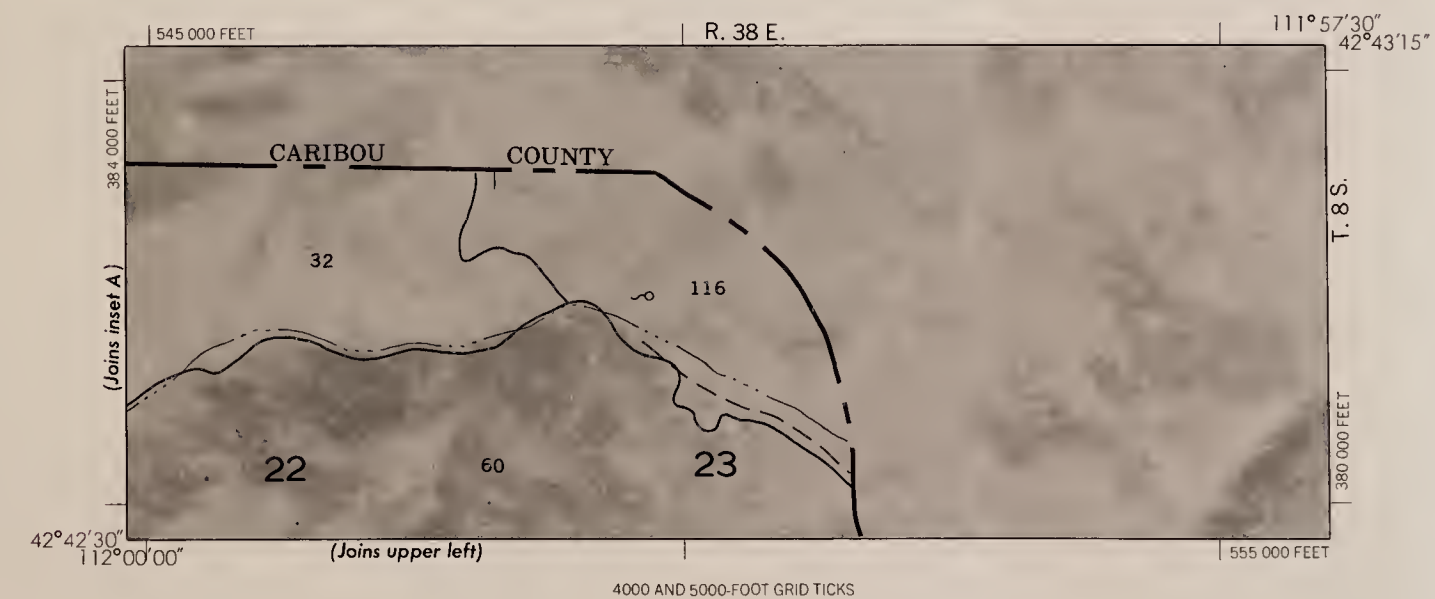 545 000 FEET
R. 38 E.
111°57'30"
42°43'15"
384 000 FEET
CARIBOU COUNTY
T. 8 S.
32
116
(Joins inset A)
22
60
23
380 000 FEET
42°42'30"
112°00'00"
(Joins upper left)
555 000 FEET
4000 AND 5000-FOOT GRID TICKS